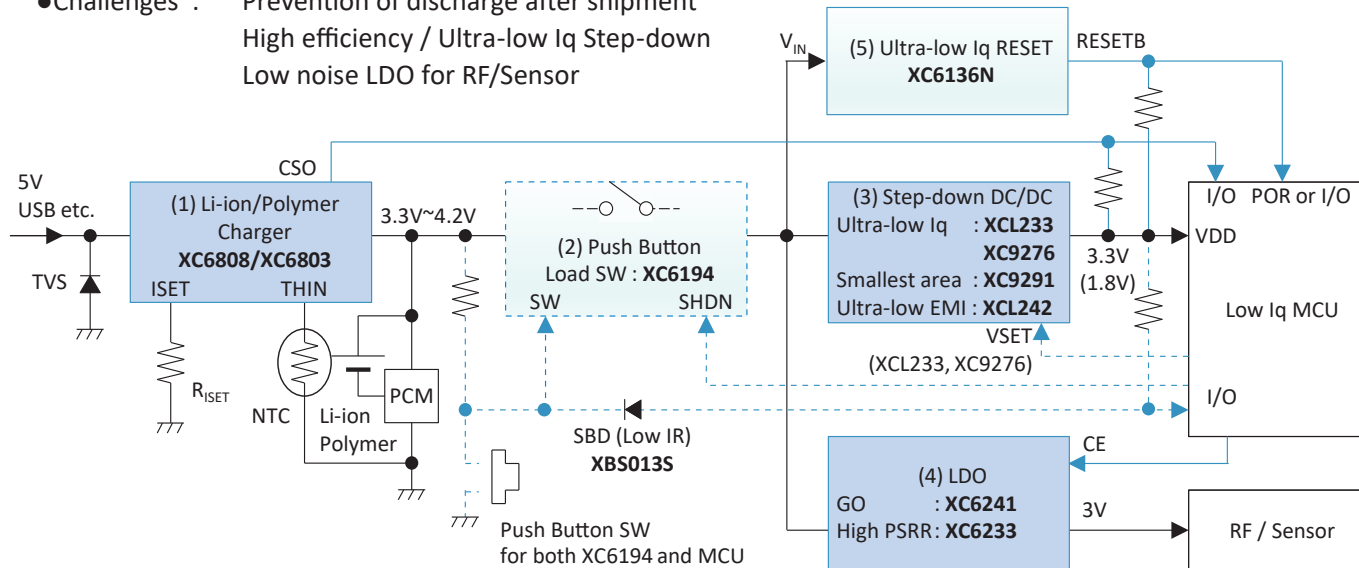 ●Challenges : Prevention of discharge after shipment
High efficiency / Ultra-low Iq Step-down
Low noise LDO for RF/Sensor
VIN
(5) Ultra-low Iq RESET
XC6136N
RESETB
CSO
5V
USB etc.
(1) Li-ion/Polymer
Charger
XC6808/XC6803
ISET
THIN
TVS
RISET
NTC
Li-ion
Polymer
PCM
3.3V~4.2V
(2) Push Button
Load SW : XC6194
SW
SHDN
(3) Step-down DC/DC
Ultra-low Iq : XCL233
XC9276
Smallest area : XC9291
Ultra-low EMI : XCL242
VSET
(XCL233, XC9276)
3.3V
(1.8V)
I/O
POR or I/O
VDD
Low Iq MCU
I/O
SBD (Low IR)
XBS013S
Push Button SW
for both XC6194 and MCU
CE
(4) LDO
GO : XC6241
High PSRR : XC6233
3V
RF / Sensor